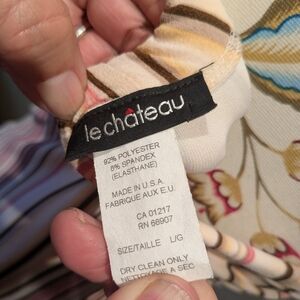 le château
92% POLYESTER
8% SPANDEX
(ELASTHANE)
MADE IN U.S.A
FABRIQUE AUX E.U.
CA 01217
RN 66907
SIZE/TAILLE L/G
DRY CLEAN ONLY
NETTOYAGE A SEC